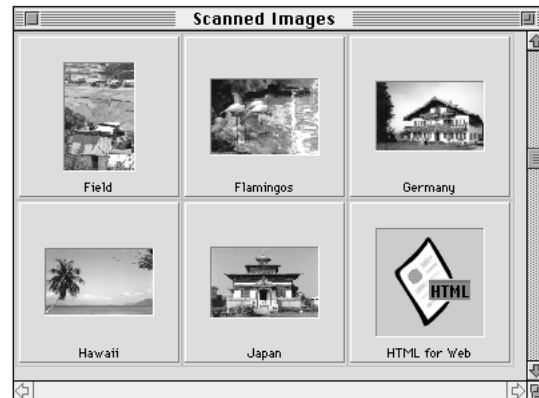 Scanned Images
Field
Flamingos
Germany
Hawaii
Japan
HTML
HTML for Web